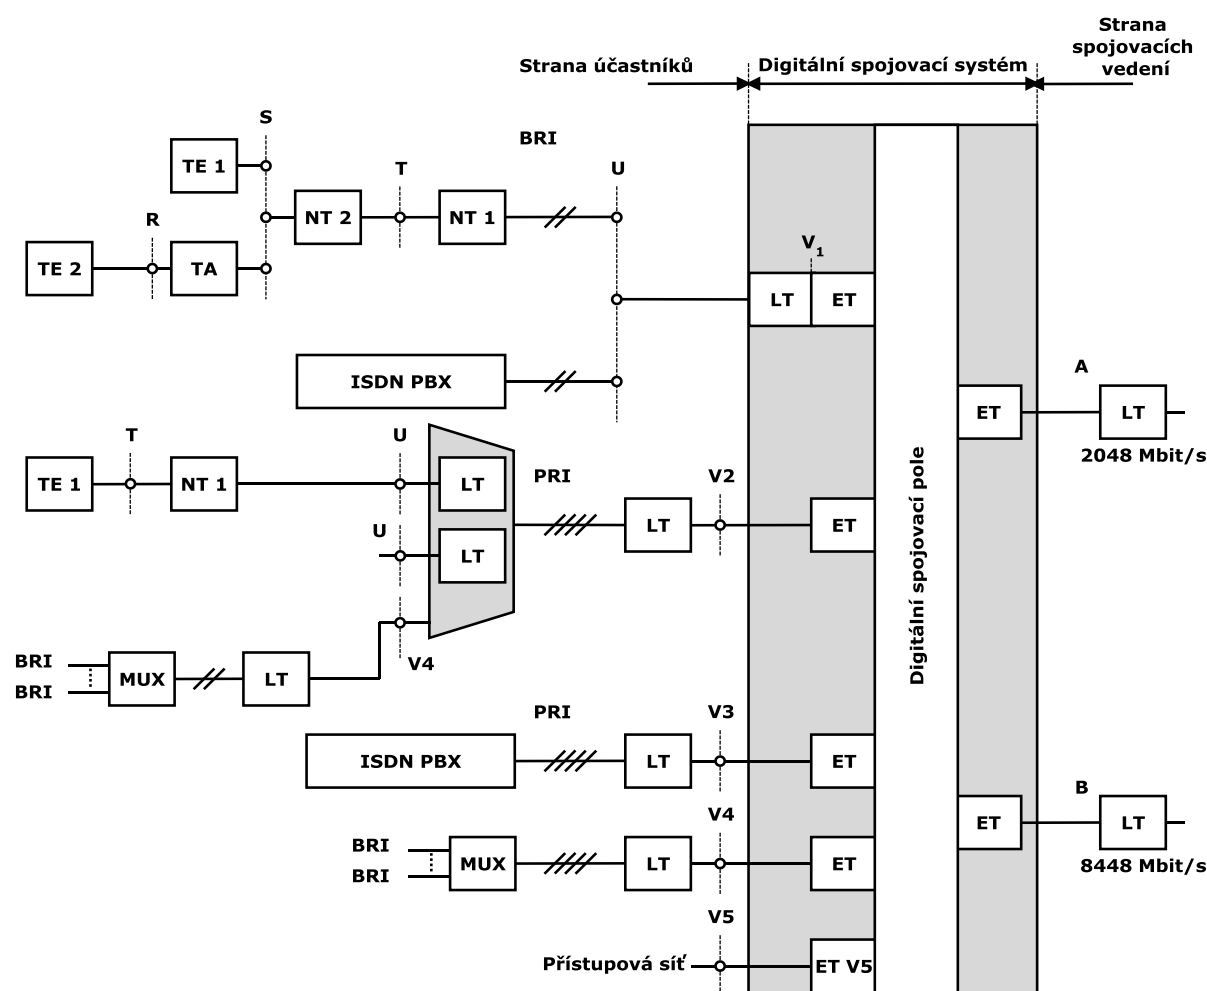 Strana
spojovacích
vedení
Strana účastníků
Digitální spojovací systém
S
BRI
TE 1
T
U
R
NT 2
NT 1
TE 2
TA
V1
LT
ET
ISDN PBX
A
ET
LT
2048 Mbit/s
T
U
TE 1
NT 1
LT
PRI
V2
LT
ET
U
LT
Digitální spojovací pole
V4
BRI
BRI
MUX
LT
PRI
V3
ISDN PBX
LT
ET
B
ET
LT
8448 Mbit/s
V4
BRI
BRI
MUX
LT
ET
V5
Přístupová síť
ET V5